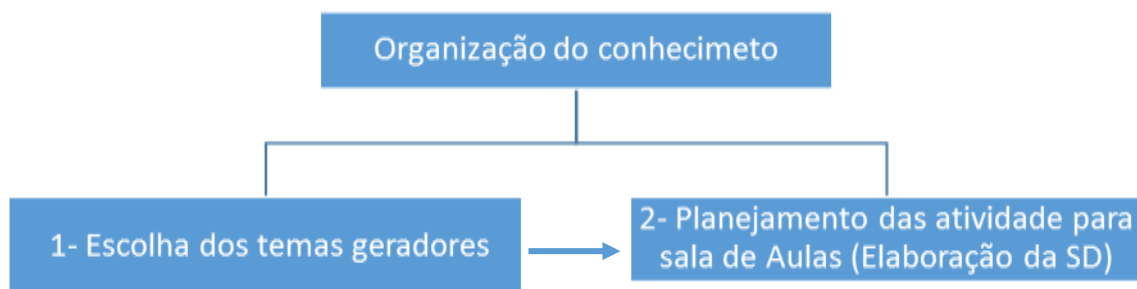 Organização do conhecimeto
1- Escolha dos temas geradores
2- Planejamento das atividade para
sala de Aulas (Elaboração da SD)